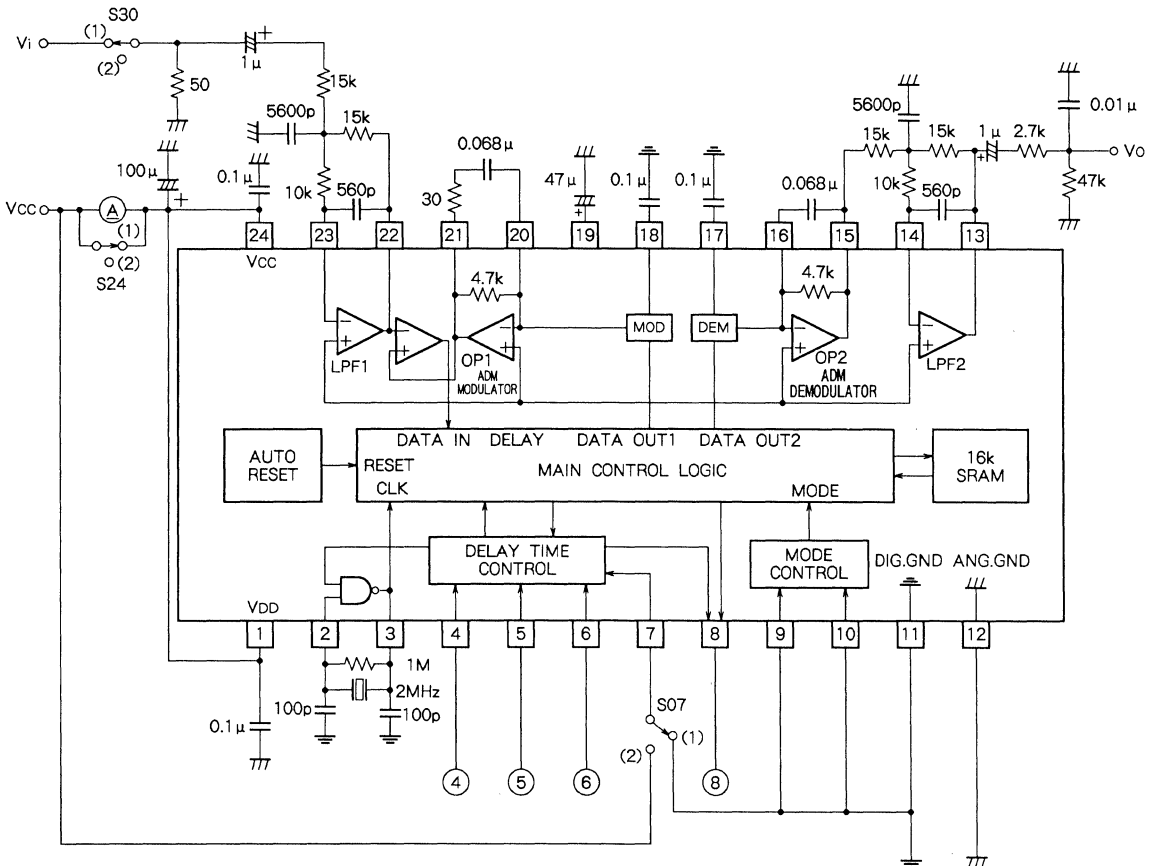 S30
Vi (1)
(2)
1μ
+
50
15k
5600p
15k
0.068μ
100μ
+
0.1μ
10k
560p
30
47μ
+
0.1μ
0.1μ
5600p
15k
15k
1μ
+
2.7k
0.01μ
Vo
47k
0.068μ
10k
560p
Vcc
A
(1)
(2)
S24
24 23 22 21 20 19 18 17 16 15 14 13
Vcc
4.7k
4.7k
MOD
DEM
− + LPF1
− +
− + OP1
ADM
MODULATOR
− + OP2
ADM
DEMODULATOR
− + LPF2
DATA IN DELAY DATA OUT1 DATA OUT2
AUTO
RESET
RESET
CLK
MAIN CONTROL LOGIC
MODE
16k
SRAM
DELAY TIME
CONTROL
MODE
CONTROL
DIG.GND ANG.GND
VDD
1 2 3 4 5 6 7 8 9 10 11 12
1M
2MHz
100p
100p
0.1μ
S07
(1)
(2)
4 5 6 8